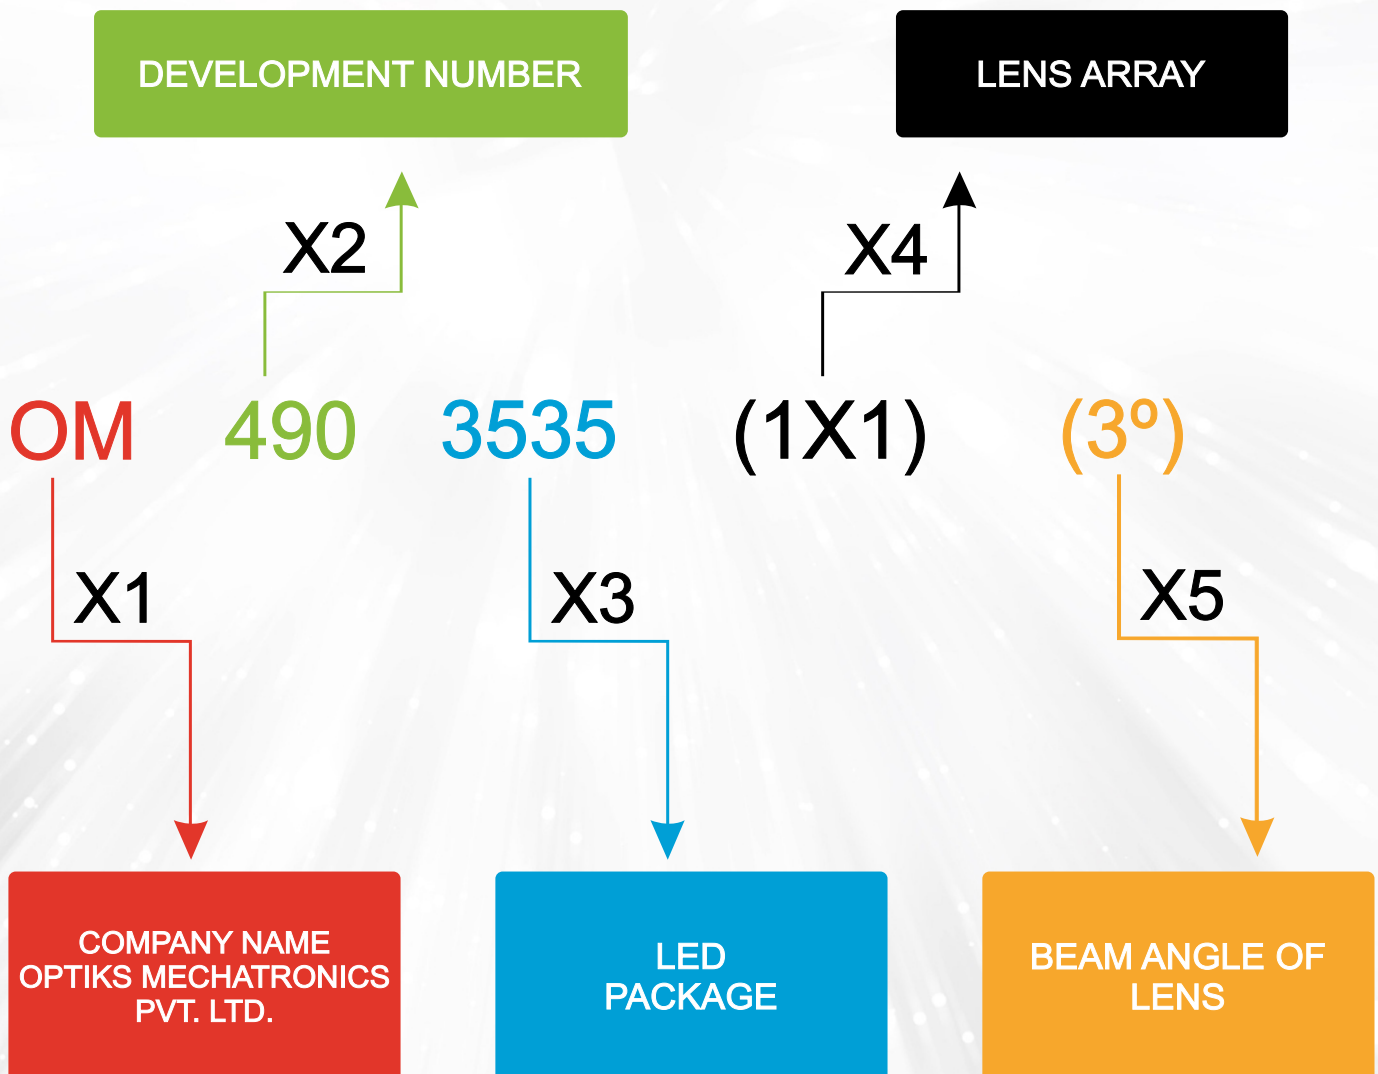 DEVELOPMENT NUMBER
LENS ARRAY
X2
X4
OM 490 3535 (1X1) (3º)
X1
X3
X5
COMPANY NAME
OPTIKS MECHATRONICS
PVT. LTD.
LED
PACKAGE
BEAM ANGLE OF
LENS